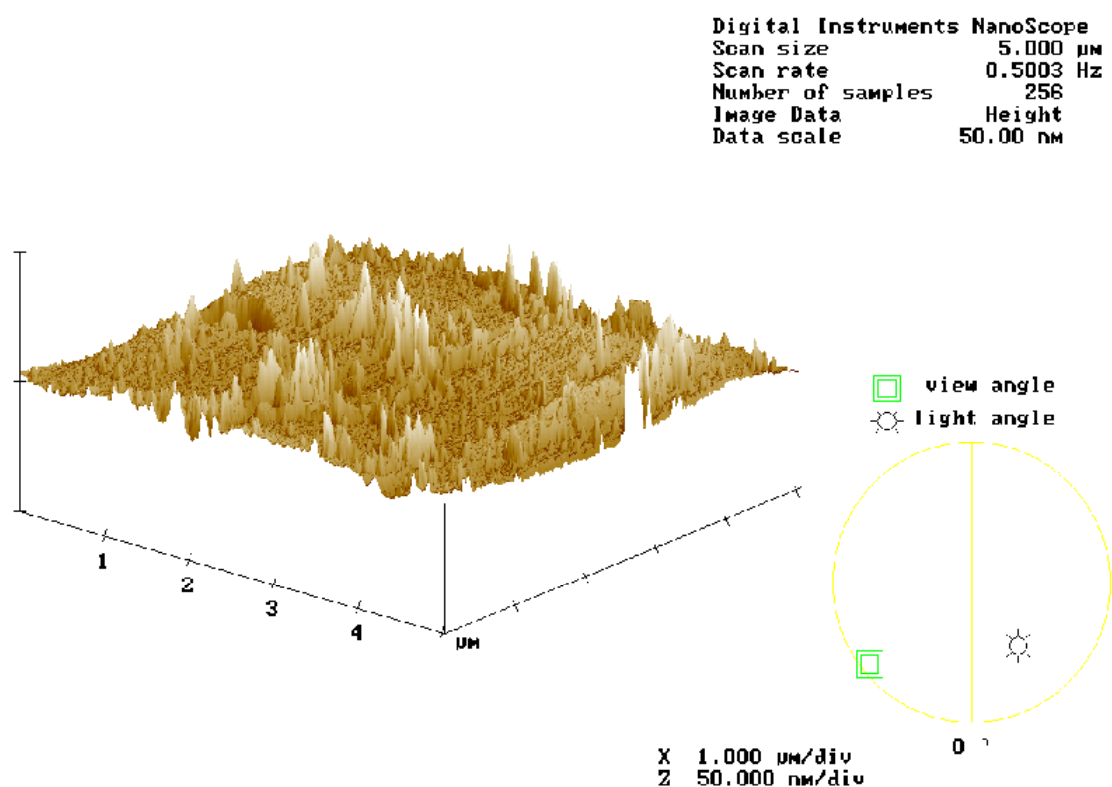 Digital Instruments NanoScope
Scan size 5.000 µm
Scan rate 0.5003 Hz
Number of samples 256
Image Data Height
Data scale 50.00 nm
view angle
light angle
1
2
3
4
µm
0 °
X 1.000 µm/div
Z 50.000 nm/div